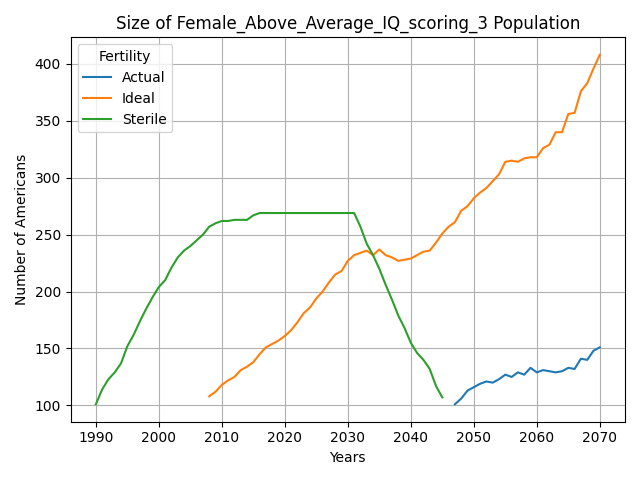 Size of Female_Above_Average_IQ_scoring_3 Population
Fertility
Actual
Ideal
Sterile
Number of Americans
400
350
300
250
200
150
100
1990 2000 2010 2020 2030 2040 2050 2060 2070
Years